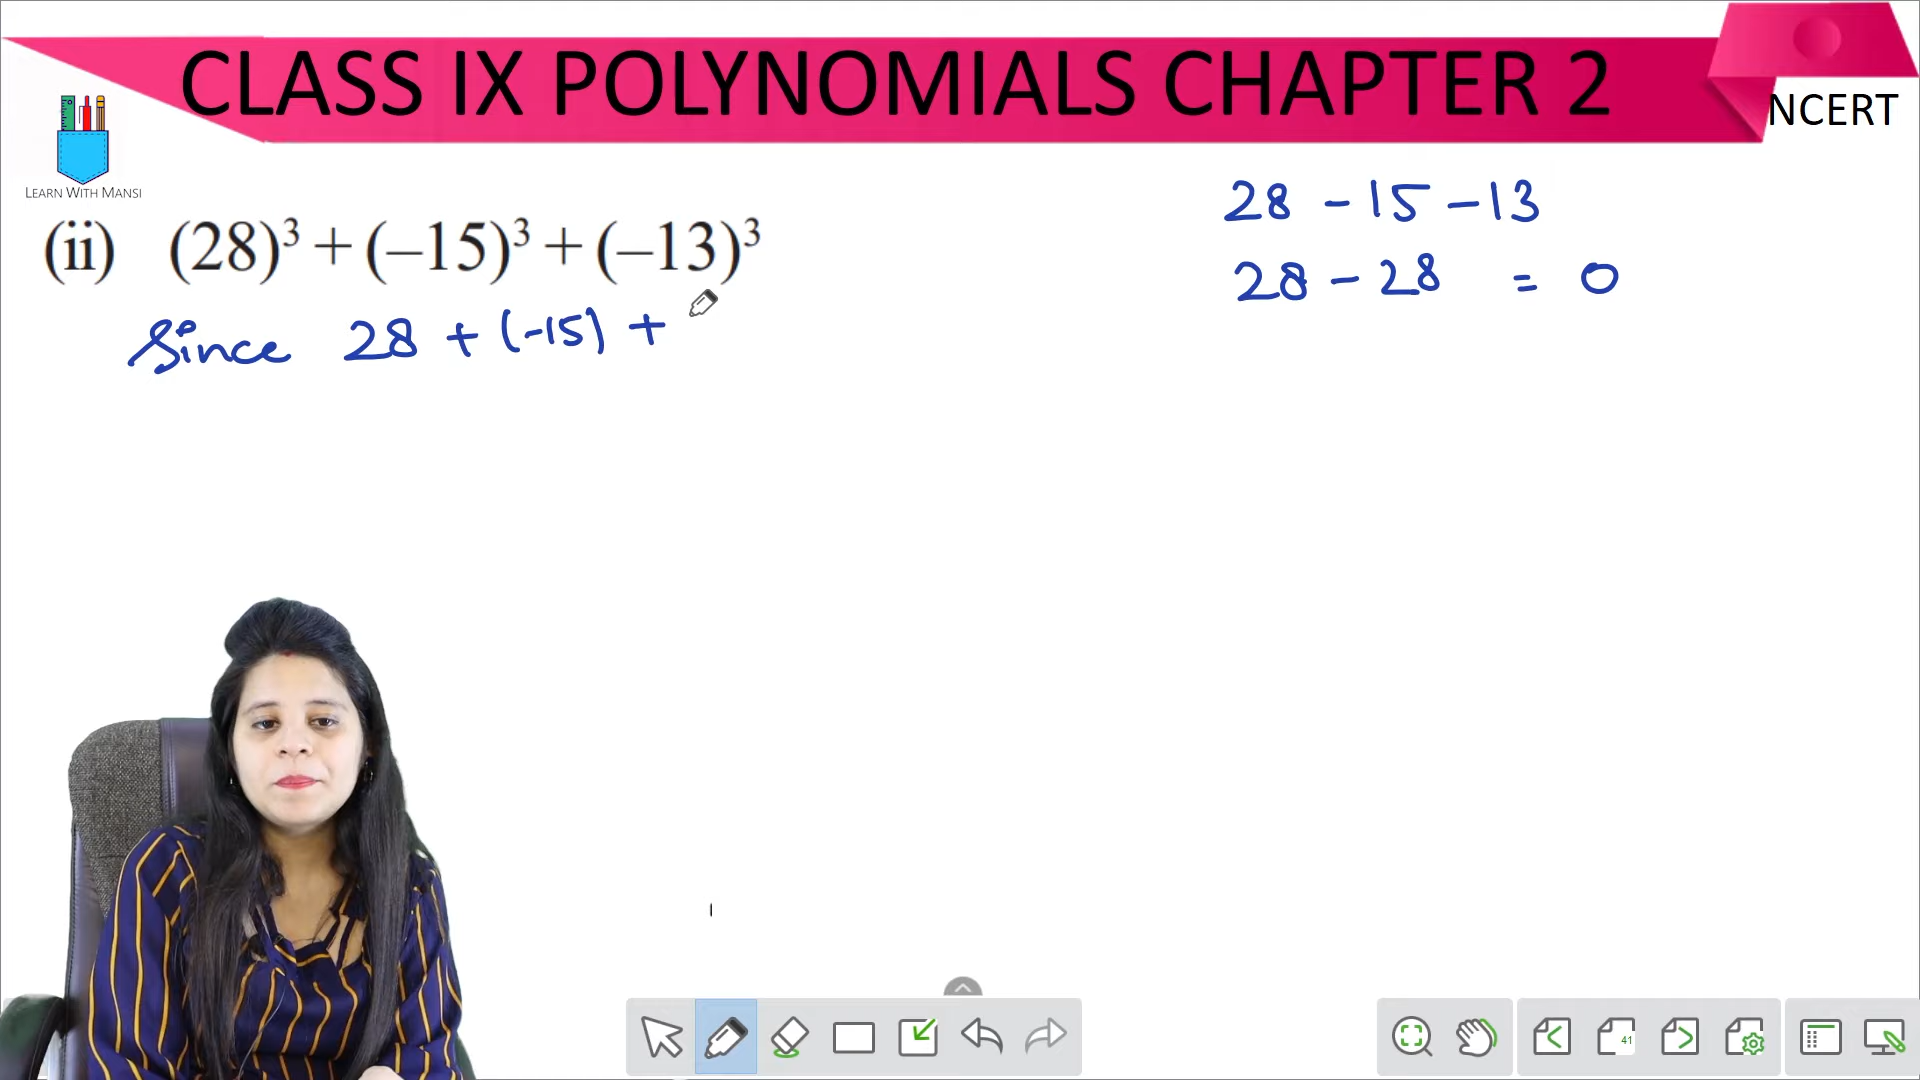 CLASS IX POLYNOMIALS CHAPTER 2
NCERT
LEARN WITH MANSI
28 - 15 - 13
(ii) (28)³ + (–15)³ + (–13)³
28 - 28 = 0
Since 28 + (-15) +
41